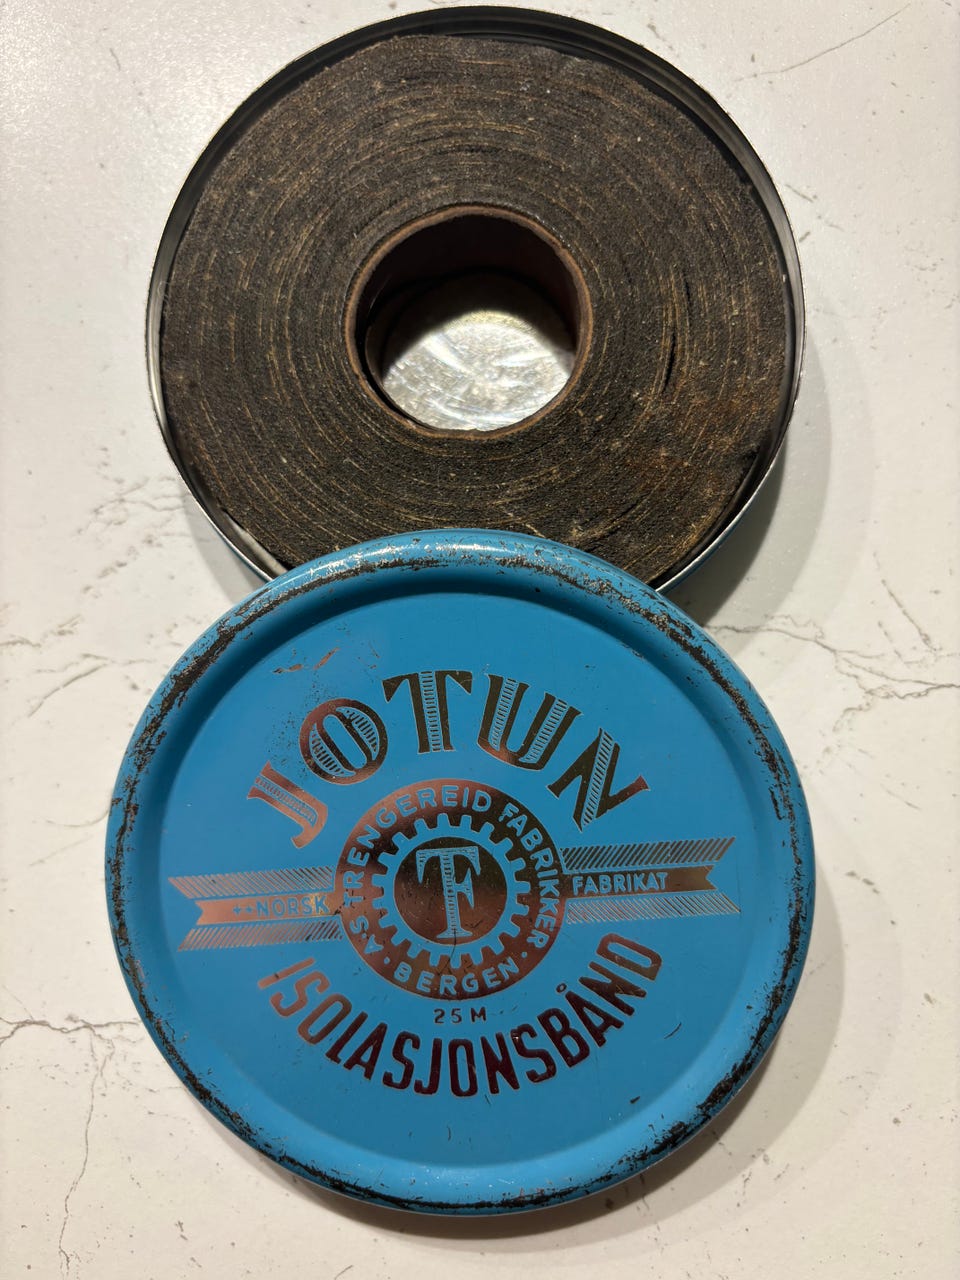 JOTUN
A/S TRENGEREID FABRIKKER
· BERGEN ·
T
++NORSK
FABRIKAT
25 M
ISOLASJONSBÅND